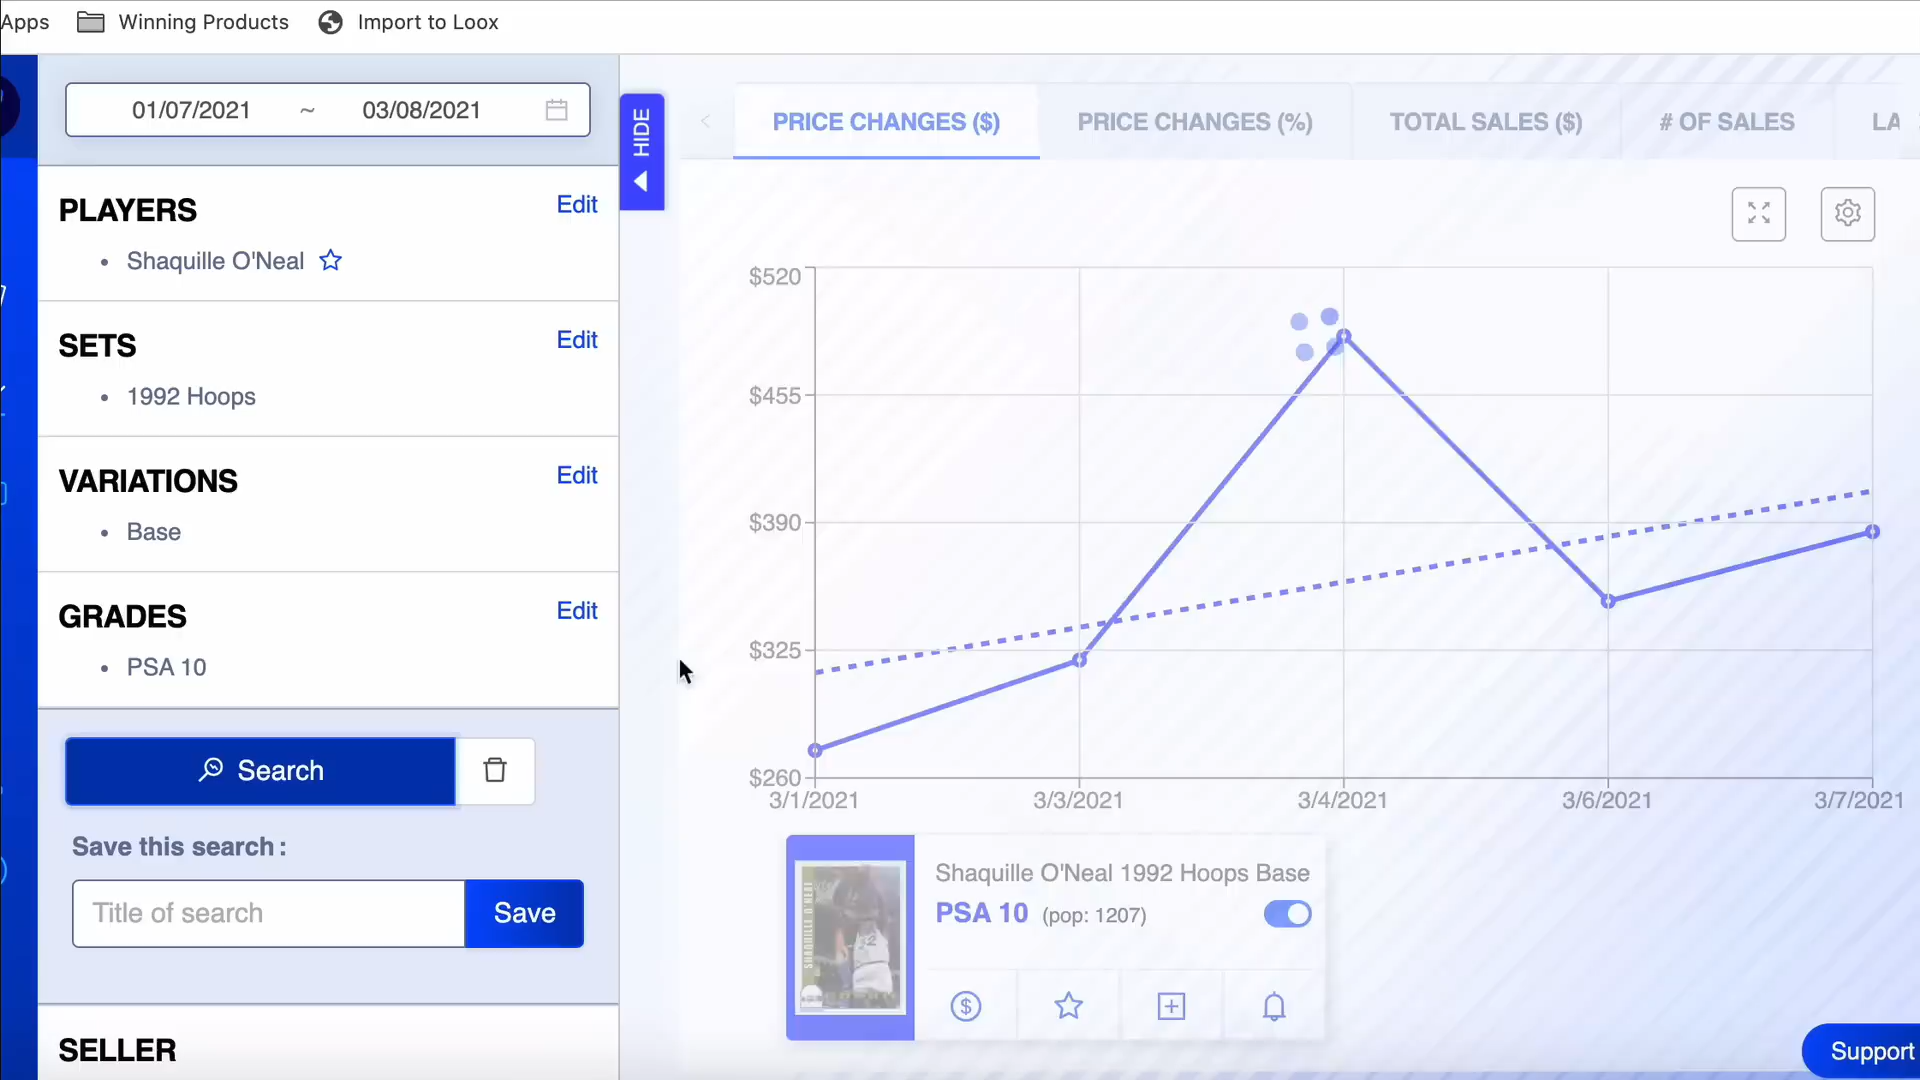 Apps
Winning Products
Import to Loox
01/07/2021 ~ 03/08/2021
PLAYERS
Edit
Shaquille O'Neal
SETS
Edit
1992 Hoops
VARIATIONS
Edit
Base
GRADES
Edit
PSA 10
Search
Save this search :
Title of search
Save
SELLER
HIDE
PRICE CHANGES ($)
PRICE CHANGES (%)
TOTAL SALES ($)
# OF SALES
LA
$520
$455
$390
$325
$260
3/1/2021
3/3/2021
3/4/2021
3/6/2021
3/7/2021
Shaquille O'Neal 1992 Hoops Base
PSA 10 (pop: 1207)
SHAQUILLE O'NEAL
32
Support